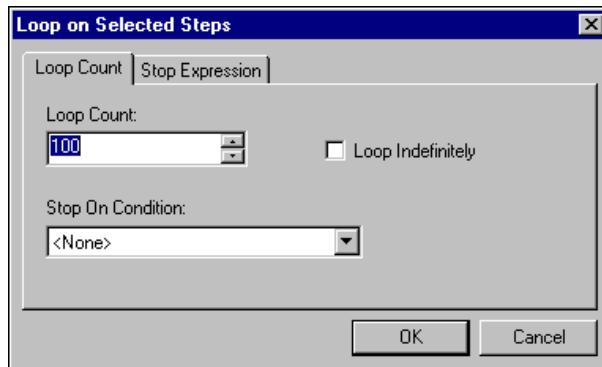 Loop on Selected Steps
Loop Count
Stop Expression
Loop Count:
100
Loop Indefinitely
Stop On Condition:
<None>
OK
Cancel